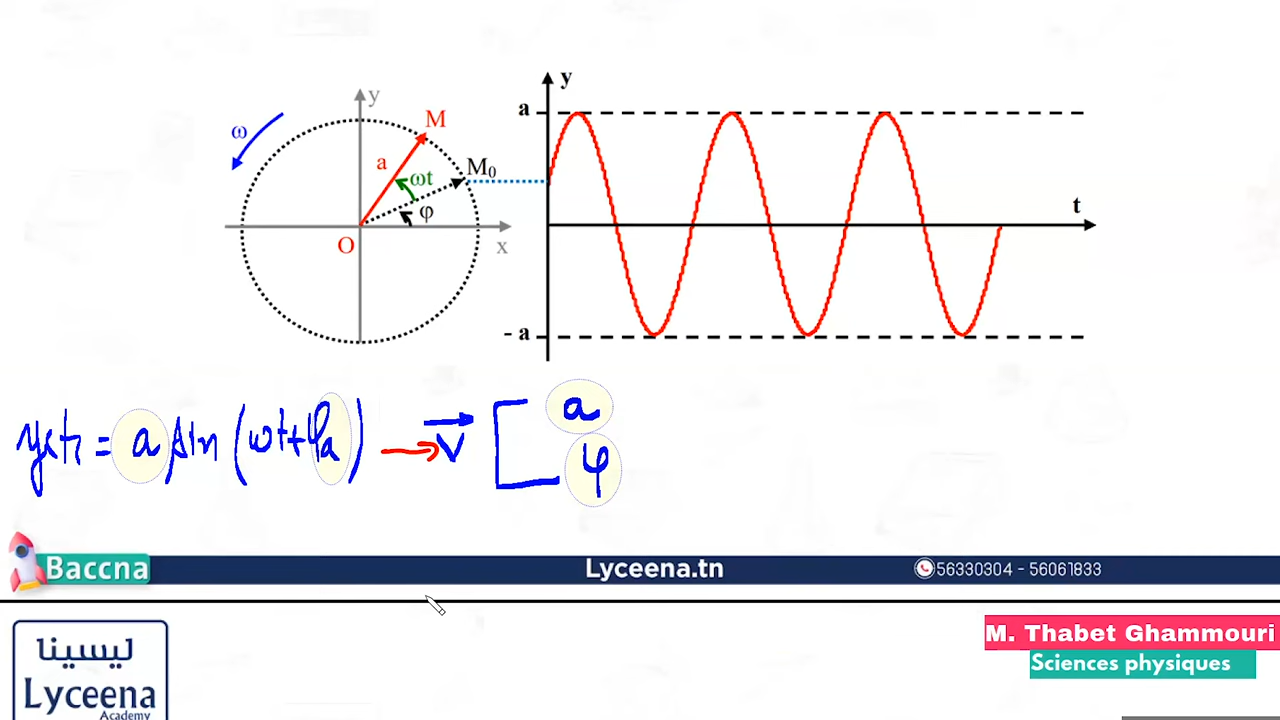 y
a
y
M
ω
a
ωt
M₀
φ
t
O
x
- a
y(t) = a sin (ωt+φa) → V [ a
φ
Baccna
Lyceena.tn
56330304 - 56061833
M. Thabet Ghammouri
Sciences physiques
ليسينا
Lyceena
Academy